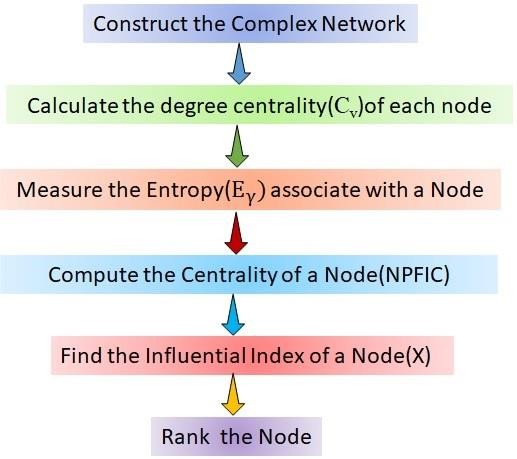 Construct the Complex Network
Calculate the degree centrality(Cᵥ)of each node
Measure the Entropy(Eᵧ) associate with a Node
Compute the Centrality of a Node(NPFIC)
Find the Influential Index of a Node(X)
Rank the Node